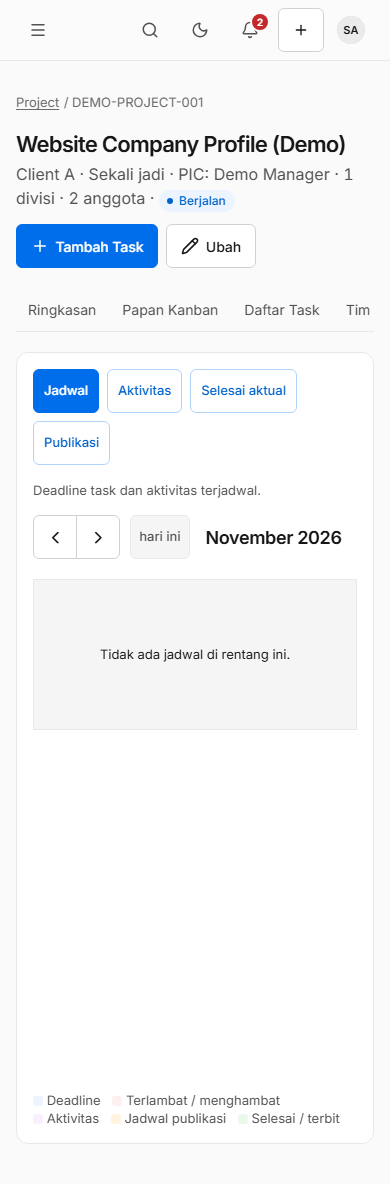 2
+
SA
Project / DEMO-PROJECT-001
Website Company Profile (Demo)
Client A · Sekali jadi · PIC: Demo Manager · 1
divisi · 2 anggota · Berjalan
+ Tambah Task
Ubah
Ringkasan Papan Kanban Daftar Task Tim
Jadwal Aktivitas Selesai aktual
Publikasi
Deadline task dan aktivitas terjadwal.
hari ini November 2026
Tidak ada jadwal di rentang ini.
Deadline Terlambat / menghambat
Aktivitas Jadwal publikasi Selesai / terbit